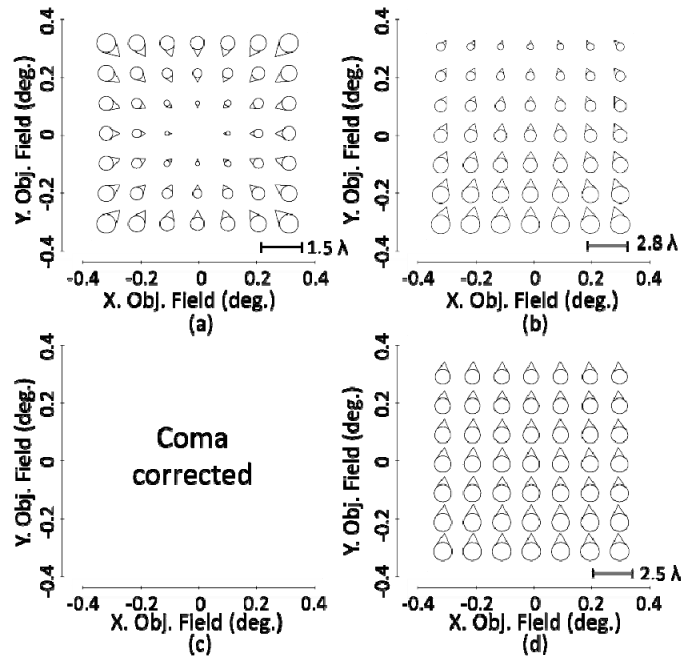 0.4
0.2
0
-0.2
-0.4
Y. Obj. Field (deg.)
1.5 λ
-0.4 -0.2 0 0.2 0.4
X. Obj. Field (deg.)
(a)
0.4
0.2
0
-0.2
-0.4
Y. Obj. Field (deg.)
2.8 λ
-0.4 -0.2 0 0.2 0.4
X. Obj. Field (deg.)
(b)
0.4
0.2
0
-0.2
-0.4
Y. Obj. Field (deg.)
Coma
corrected
-0.4 -0.2 0 0.2 0.4
X. Obj. Field (deg.)
(c)
0.4
0.2
0
-0.2
-0.4
Y. Obj. Field (deg.)
2.5 λ
-0.4 -0.2 0 0.2 0.4
X. Obj. Field (deg.)
(d)